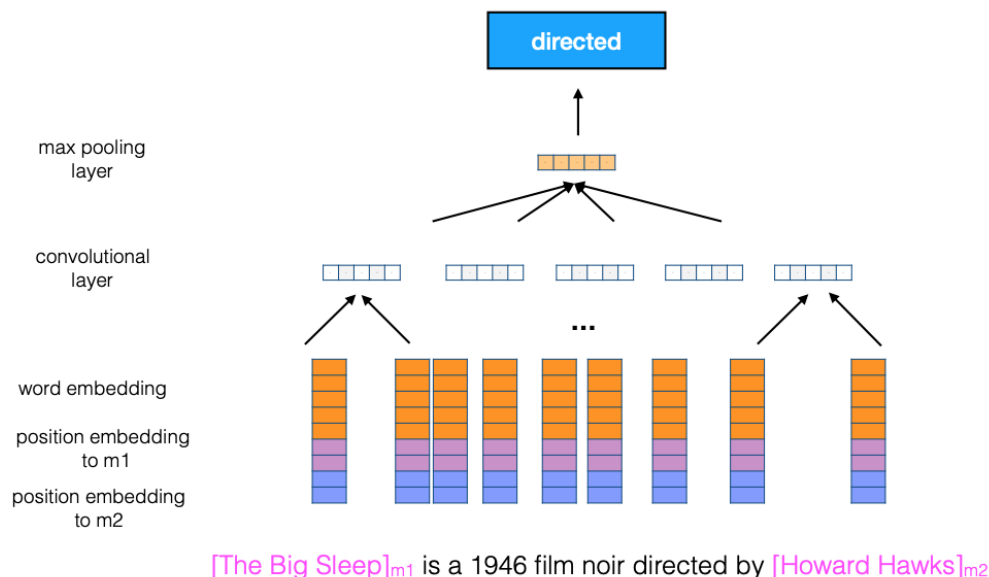 directed
max pooling
layer
convolutional
layer
...
word embedding
position embedding
to m1
position embedding
to m2
[The Big Sleep]m1 is a 1946 film noir directed by [Howard Hawks]m2